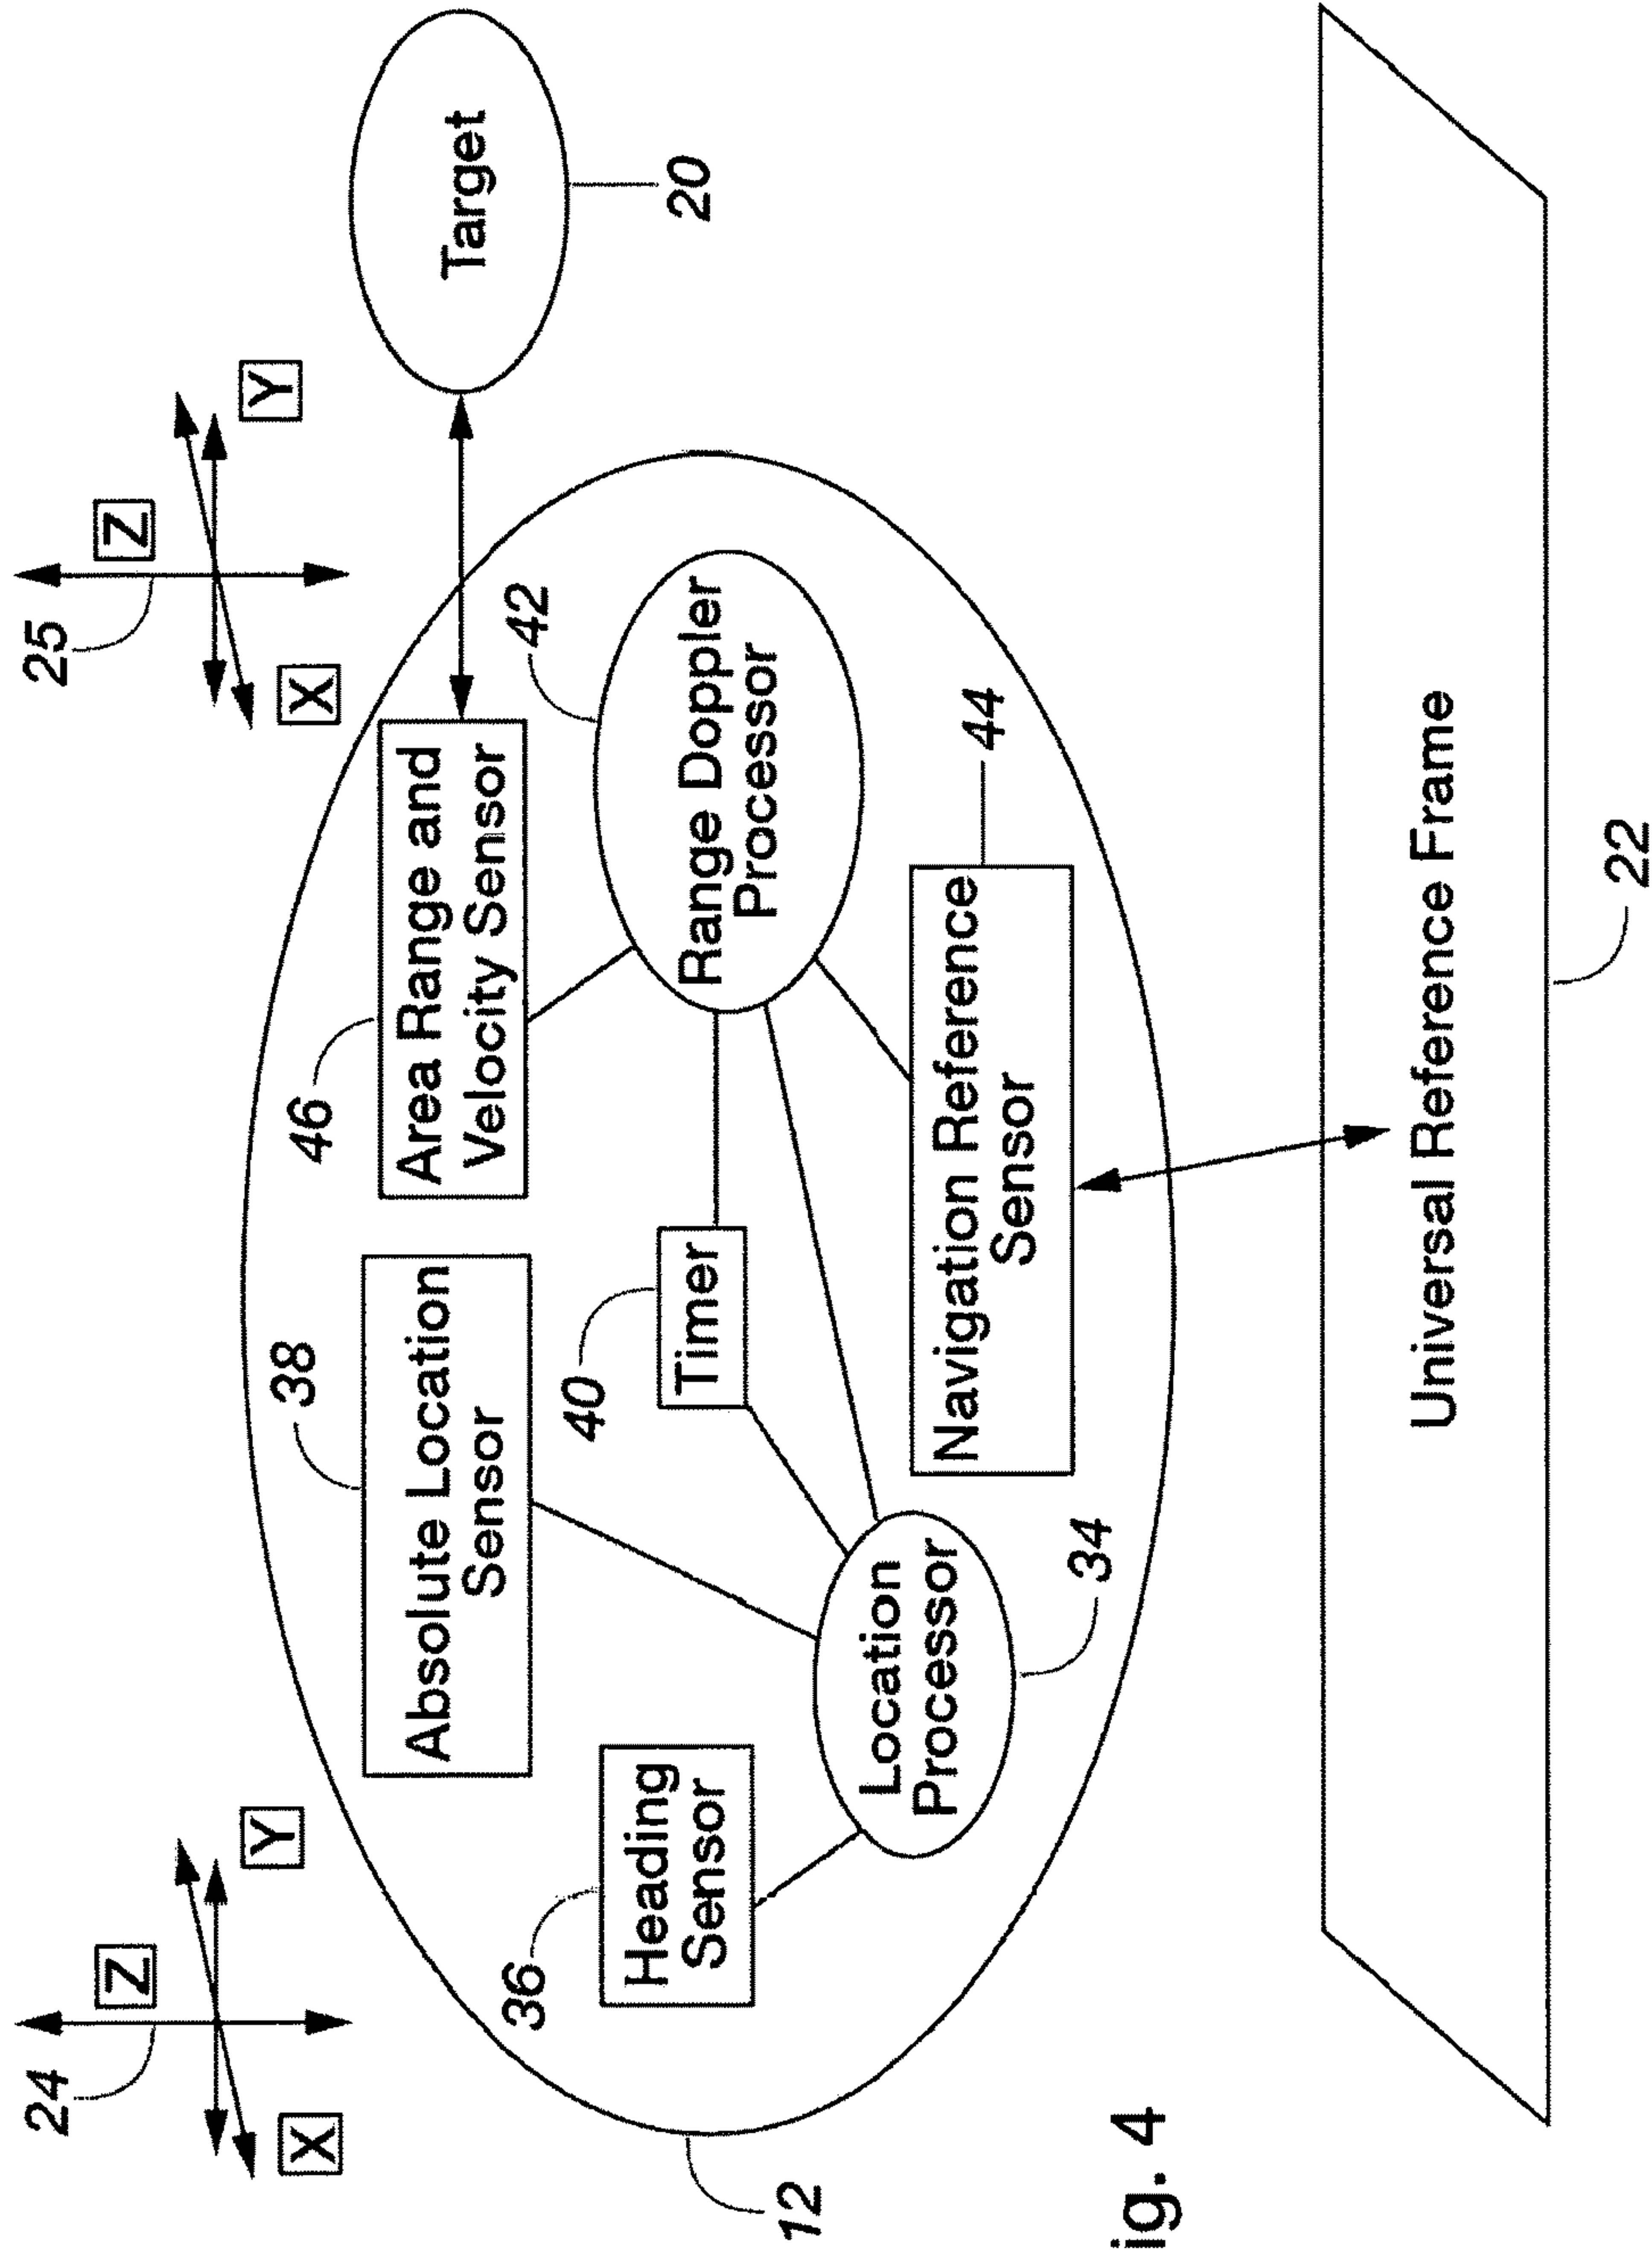 24
Z
Y
X
25
Z
Y
X
Target
20
46
Area Range and
Velocity Sensor
38
Absolute Location
Sensor
42
Range Doppler
Processor
40
Timer
36
Heading
Sensor
44
Navigation Reference
Sensor
Location
Processor
34
12
ig. 4
Universal Reference Frame
22